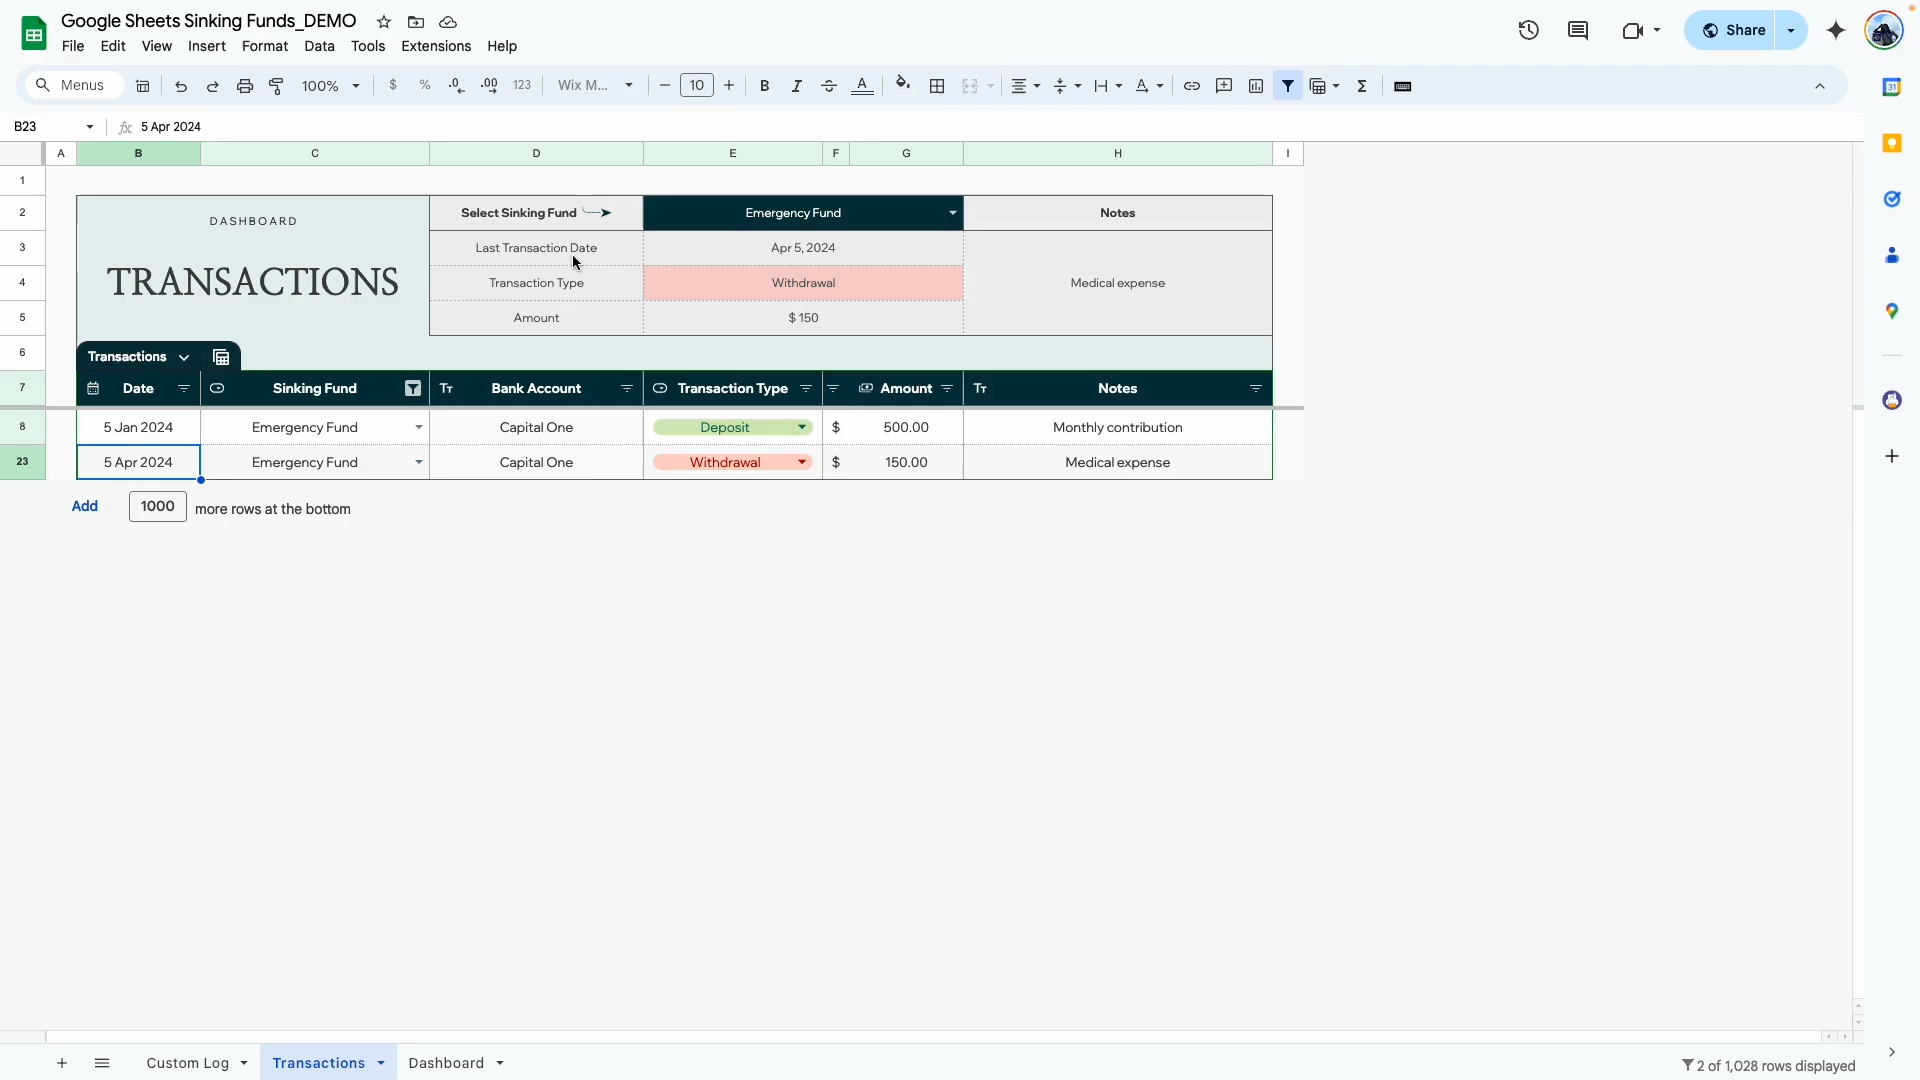 Google Sheets Sinking Funds_DEMO
File Edit View Insert Format Data Tools Extensions Help
Share
Menus 100% $ % .0 .00 123 Wix M... 10 B I S A A Σ
B23 fx 5 Apr 2024
A B C D E F G H I
1
2 DASHBOARD Select Sinking Fund Emergency Fund Notes
3 Last Transaction Date Apr 5, 2024
4 TRANSACTIONS Transaction Type Withdrawal Medical expense
5 Amount $ 150
6 Transactions
7 Date Sinking Fund Tт Bank Account Transaction Type Amount Tт Notes
8 5 Jan 2024 Emergency Fund Capital One Deposit $ 500.00 Monthly contribution
23 5 Apr 2024 Emergency Fund Capital One Withdrawal $ 150.00 Medical expense
Add 1000 more rows at the bottom
31
+ Custom Log Transactions Dashboard 2 of 1,028 rows displayed